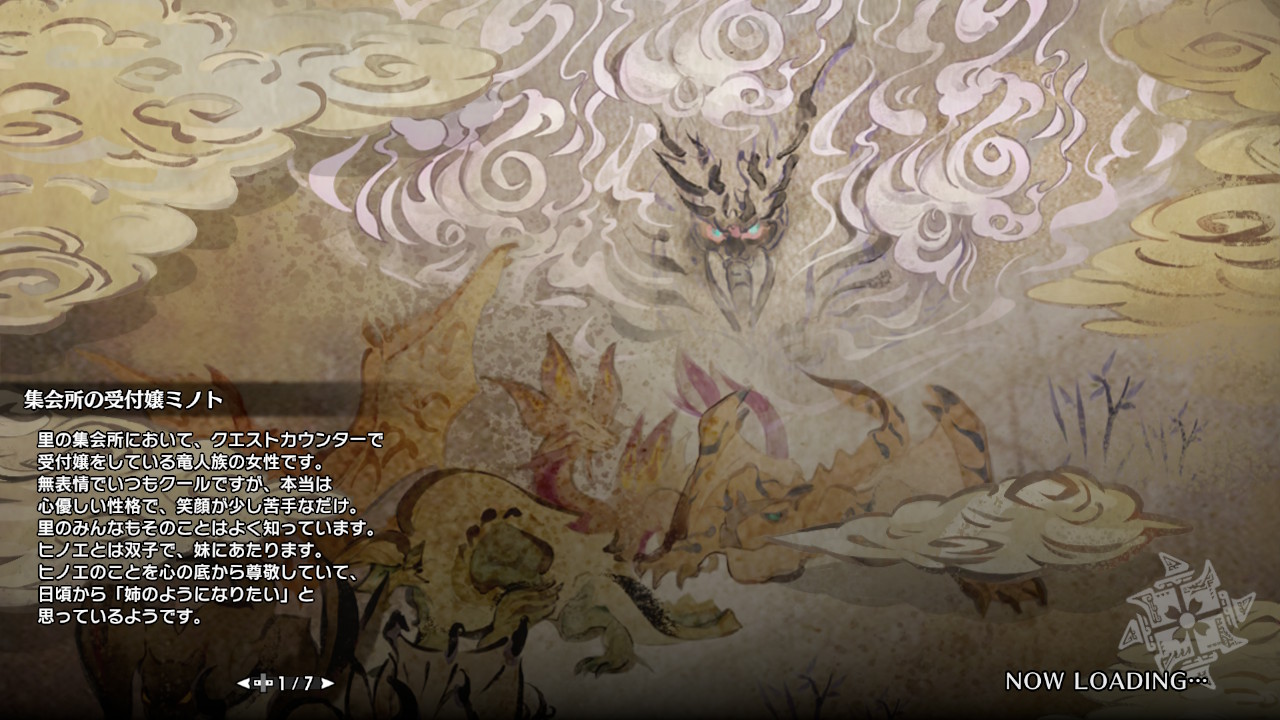 集会所の受付嬢ミノト
里の集会所において、クエストカウンターで
受付嬢をしている竜人族の女性です。
無表情でいつもクールですが、本当は
心優しい性格で、笑顔が少し苦手なだけ。
里のみんなもそのことはよく知っています。
ヒノエとは双子で、妹にあたります。
ヒノエのことを心の底から尊敬していて、
日頃から「姉のようになりたい」と
思っているようです。
1/7
NOW LOADING…